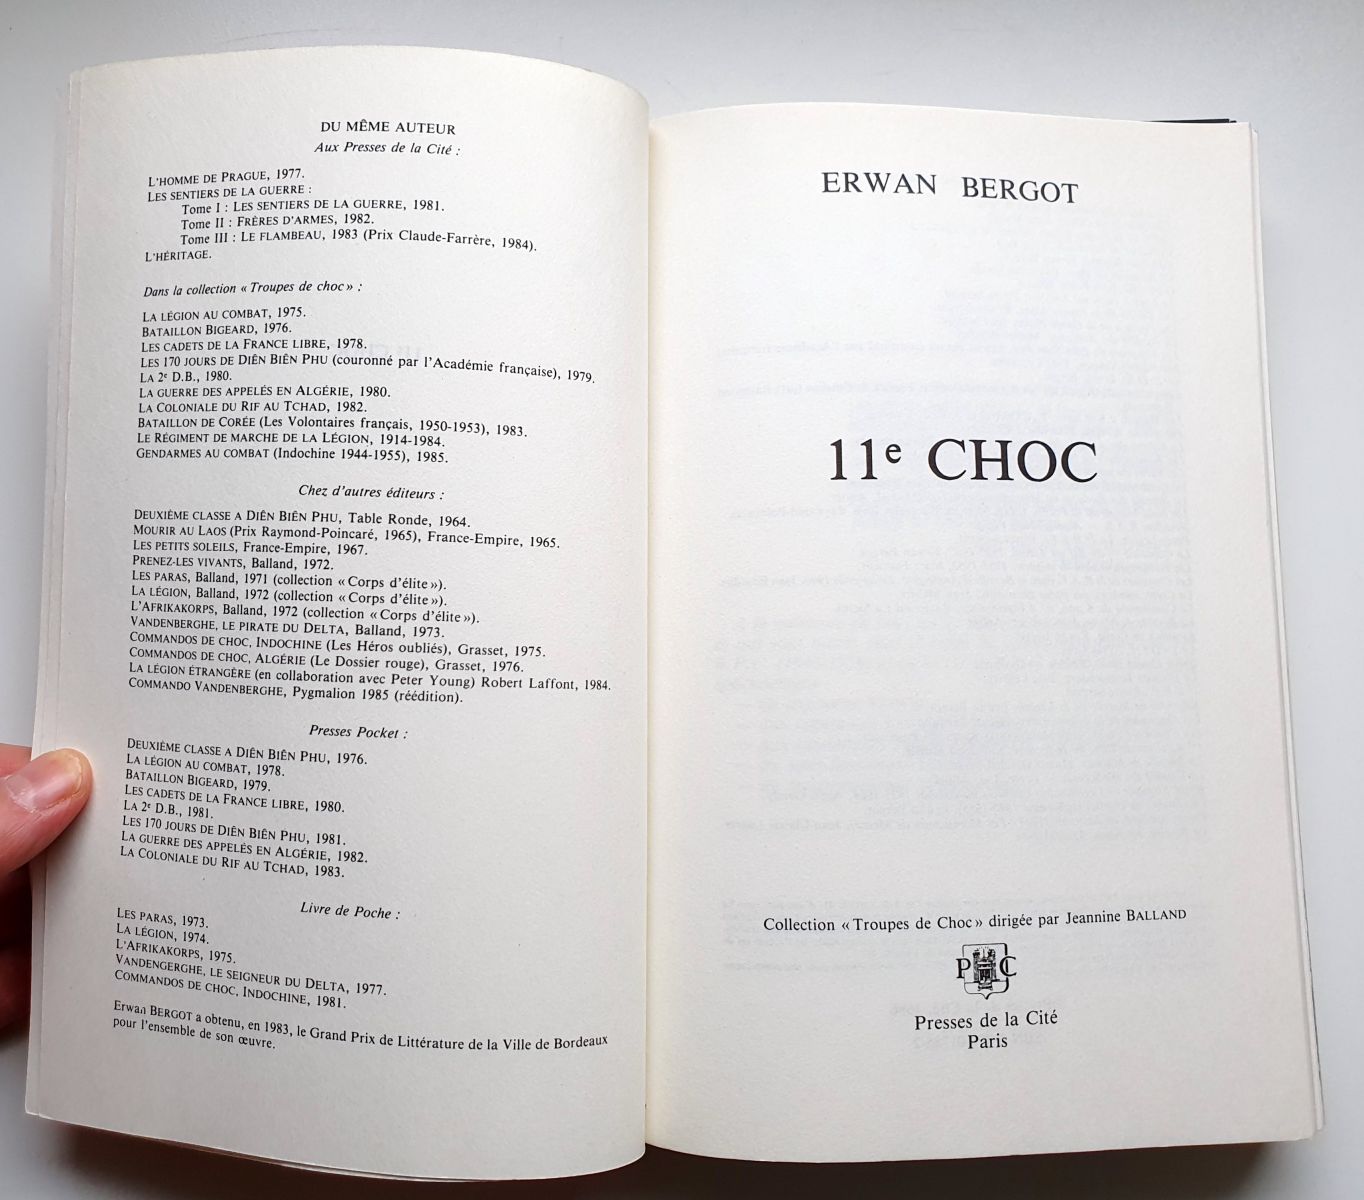 DU MÊME AUTEUR
Aux Presses de la Cité :
L'HOMME DE PRAGUE, 1977.
LES SENTIERS DE LA GUERRE :
Tome I : LES SENTIERS DE LA GUERRE, 1981.
Tome II : FRÈRES D'ARMES, 1982.
Tome III : LE FLAMBEAU, 1983 (Prix Claude-Farrère, 1984).
L'HÉRITAGE.
Dans la collection « Troupes de choc » :
LA LÉGION AU COMBAT, 1975.
BATAILLON BIGEARD, 1976.
LES CADETS DE LA FRANCE LIBRE, 1978.
LES 170 JOURS DE DIÊN BIÊN PHU (couronné par l'Académie française), 1979.
LA 2e D.B., 1980.
LA GUERRE DES APPELÉS EN ALGÉRIE, 1980.
LA COLONIALE DU RIF AU TCHAD, 1982.
BATAILLON DE CORÉE (Les Volontaires français, 1950-1953), 1983.
LE RÉGIMENT DE MARCHE DE LA LÉGION, 1914-1984.
GENDARMES AU COMBAT (Indochine 1944-1955), 1985.
Chez d'autres éditeurs :
DEUXIÈME CLASSE A DIÊN BIÊN PHU, Table Ronde, 1964.
MOURIR AU LAOS (Prix Raymond-Poincaré, 1965), France-Empire, 1965.
LES PETITS SOLEILS, France-Empire, 1967.
PRENEZ-LES VIVANTS, Balland, 1972.
LES PARAS, Balland, 1971 (collection « Corps d'élite »).
LA LÉGION, Balland, 1972 (collection « Corps d'élite »).
L'AFRIKAKORPS, Balland, 1972 (collection « Corps d'élite »).
VANDENBERGHE, LE PIRATE DU DELTA, Balland, 1973.
COMMANDOS DE CHOC, INDOCHINE (Les Héros oubliés), Grasset, 1975.
COMMANDOS DE CHOC, ALGÉRIE (Le Dossier rouge), Grasset, 1976.
LA LÉGION ÉTRANGÈRE (en collaboration avec Peter Young) Robert Laffont, 1984.
COMMANDO VANDENBERGHE, Pygmalion 1985 (réédition).
Presses Pocket :
DEUXIÈME CLASSE A DIÊN BIÊN PHU, 1976.
LA LÉGION AU COMBAT, 1978.
BATAILLON BIGEARD, 1979.
LES CADETS DE LA FRANCE LIBRE, 1980.
LA 2e D.B., 1981.
LES 170 JOURS DE DIÊN BIÊN PHU, 1981.
LA GUERRE DES APPELÉS EN ALGÉRIE, 1982.
LA COLONIALE DU RIF AU TCHAD, 1983.
Livre de Poche :
LES PARAS, 1973.
LA LÉGION, 1974.
L'AFRIKAKORPS, 1975.
VANDENGERGHE, LE SEIGNEUR DU DELTA, 1977.
COMMANDOS DE CHOC, INDOCHINE, 1981.
Erwan BERGOT a obtenu, en 1983, le Grand Prix de Littérature de la Ville de Bordeaux
pour l'ensemble de son œuvre.
ERWAN BERGOT
11e CHOC
Collection « Troupes de Choc » dirigée par Jeannine BALLAND
P C
Presses de la Cité
Paris